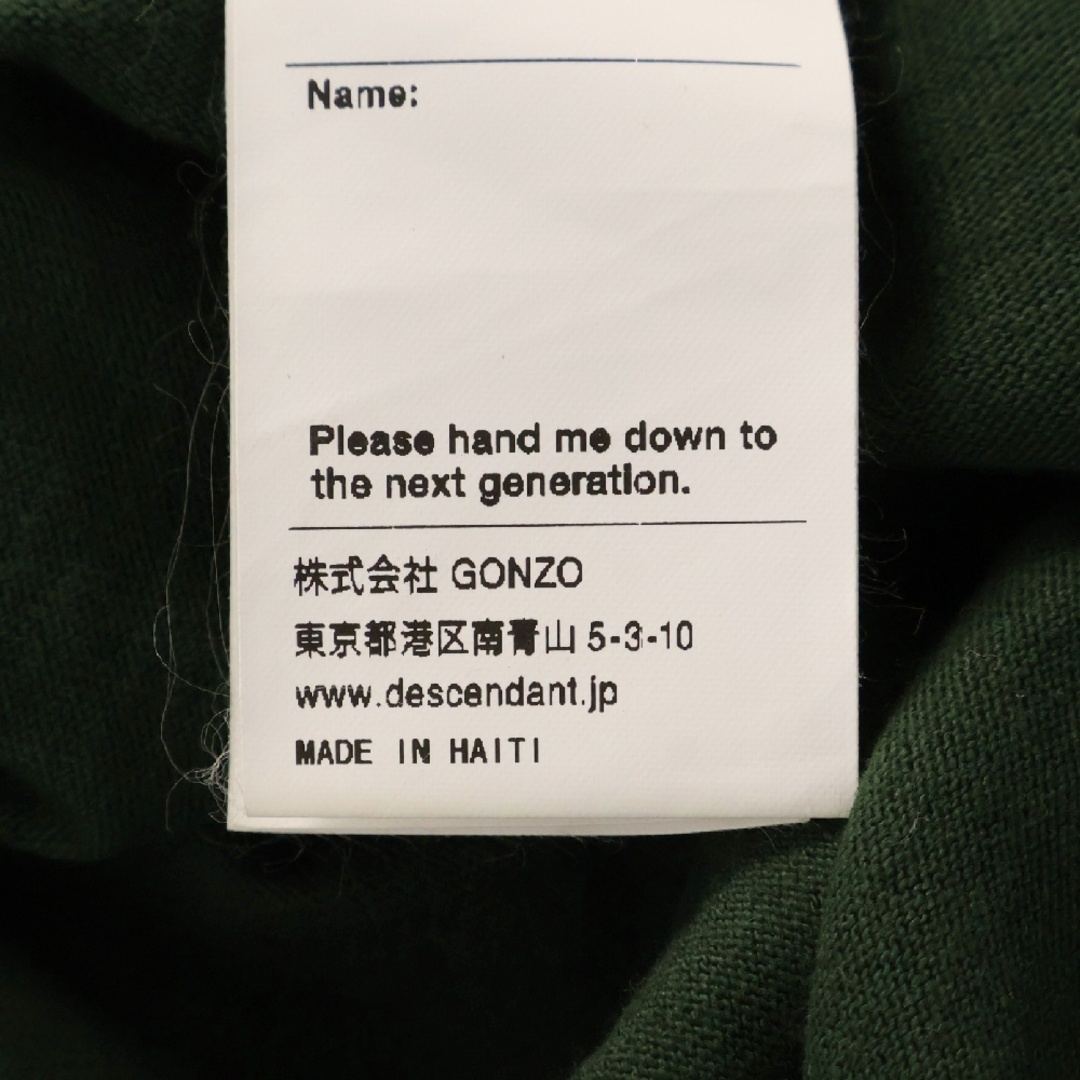 Name:
Please hand me down to
the next generation.
株式会社 GONZO
東京都港区南青山 5-3-10
www.descendant.jp
MADE IN HAITI